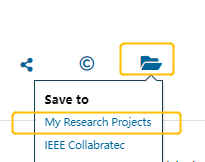 ©
Save to
My Research Projects
IEEE Collabratec